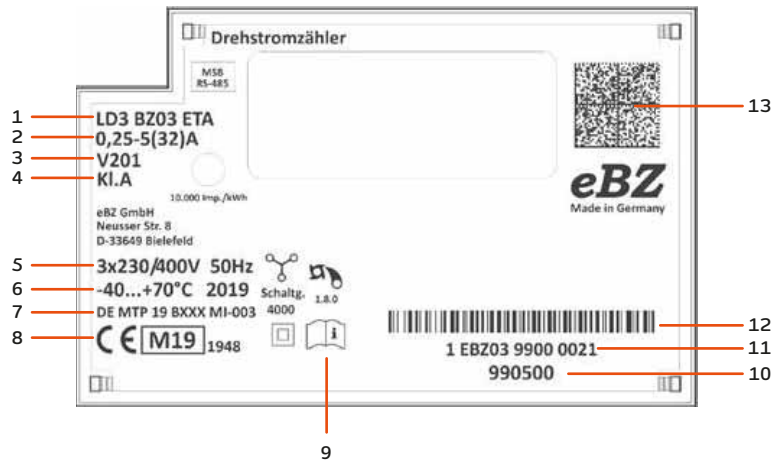 Drehstromzähler
MSB
RS-485
13
1
LD3 BZ03 ETA
2
0,25-5(32)A
3
V201
4
Kl.A
10.000 Imp./kWh
eBZ
Made in Germany
eBZ GmbH
Neusser Str. 8
D-33649 Bielefeld
5
3x230/400V 50Hz
6
-40...+70°C 2019
Schaltg.
4000
1.8.0
7
DE MTP 19 BXXX MI-003
8
CE M19 1948
i
12
1 EBZ03 9900 0021
11
990500
10
9